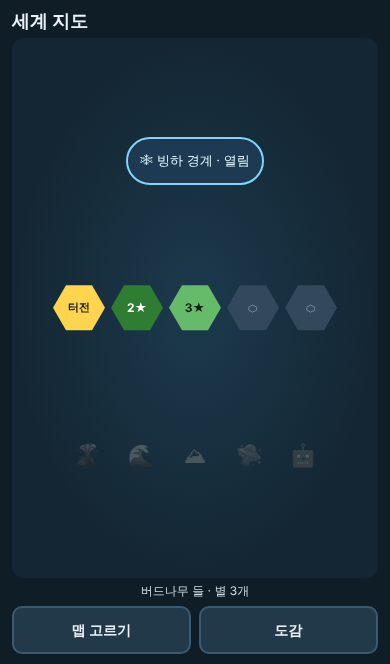 세계 지도
❄ 빙하 경계 · 열림
터전 2★ 3★
버드나무 들 · 별 3개
맵 고르기 도감